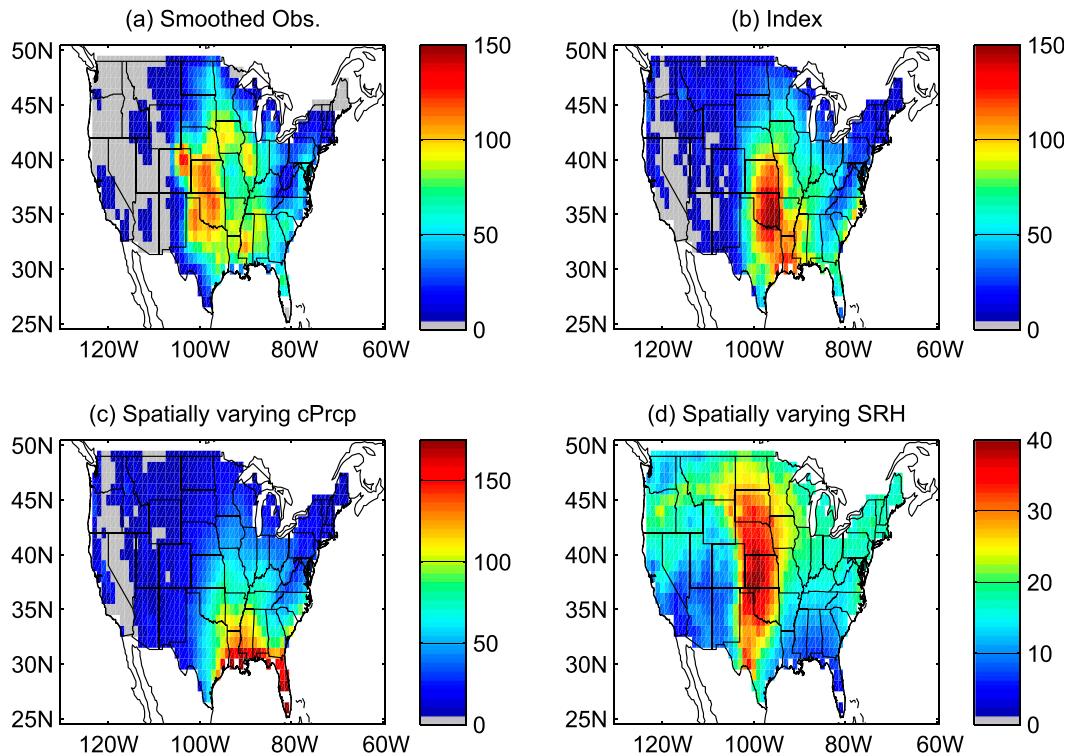 (a) Smoothed Obs.
50N
45N
40N
35N
30N
25N
120W 100W 80W 60W
150
100
50
0
(b) Index
50N
45N
40N
35N
30N
25N
120W 100W 80W 60W
150
100
50
0
(c) Spatially varying cPrcp
50N
45N
40N
35N
30N
25N
120W 100W 80W 60W
150
100
50
0
(d) Spatially varying SRH
50N
45N
40N
35N
30N
25N
120W 100W 80W 60W
40
30
20
10
0